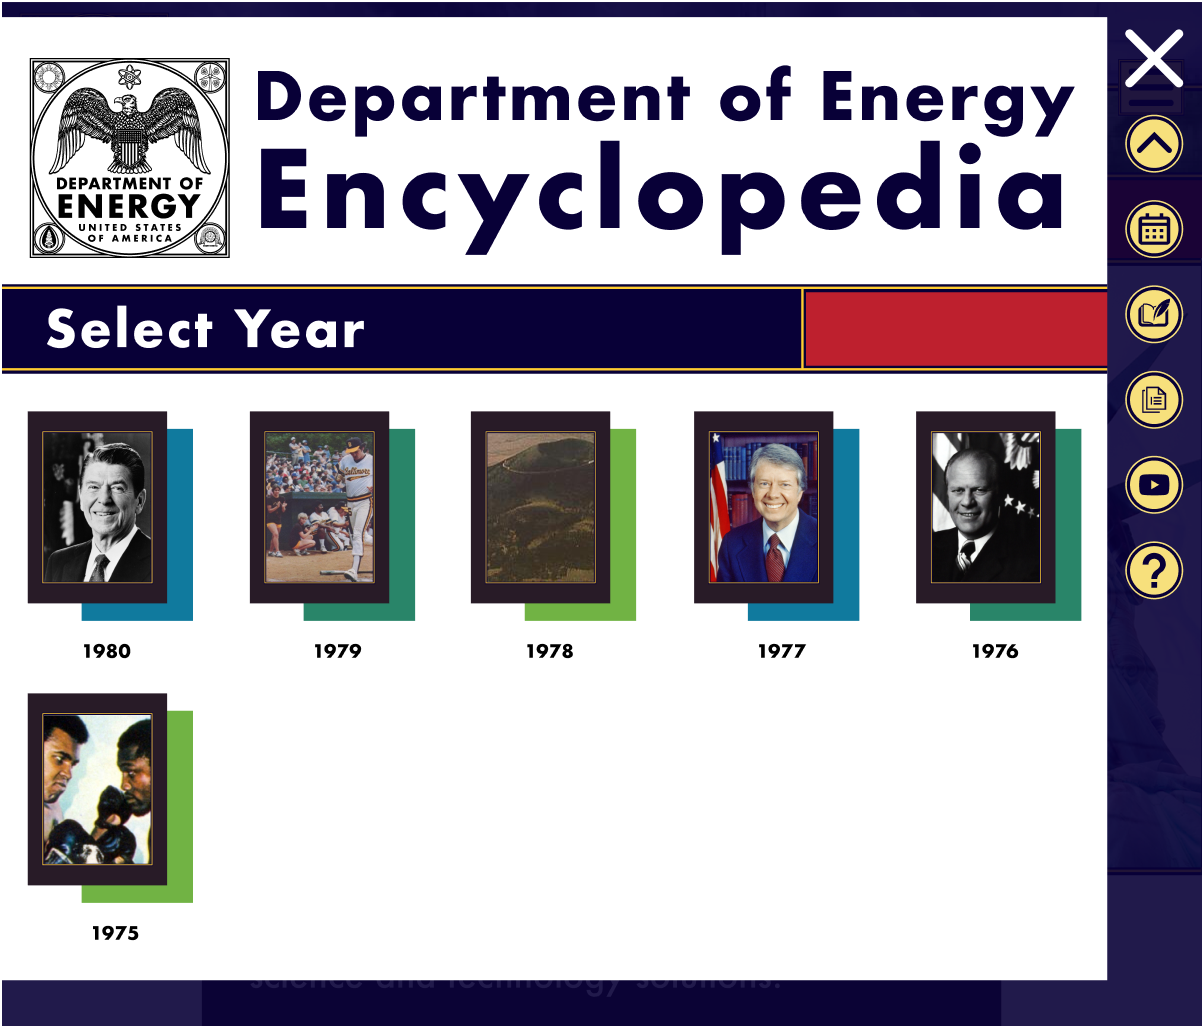 DEPARTMENT OF
ENERGY
UNITED STATES
OF AMERICA
Department of Energy
Encyclopedia
Select Year
Baltimore
1980
1979
1978
1977
1976
1975
science and technology solutions.